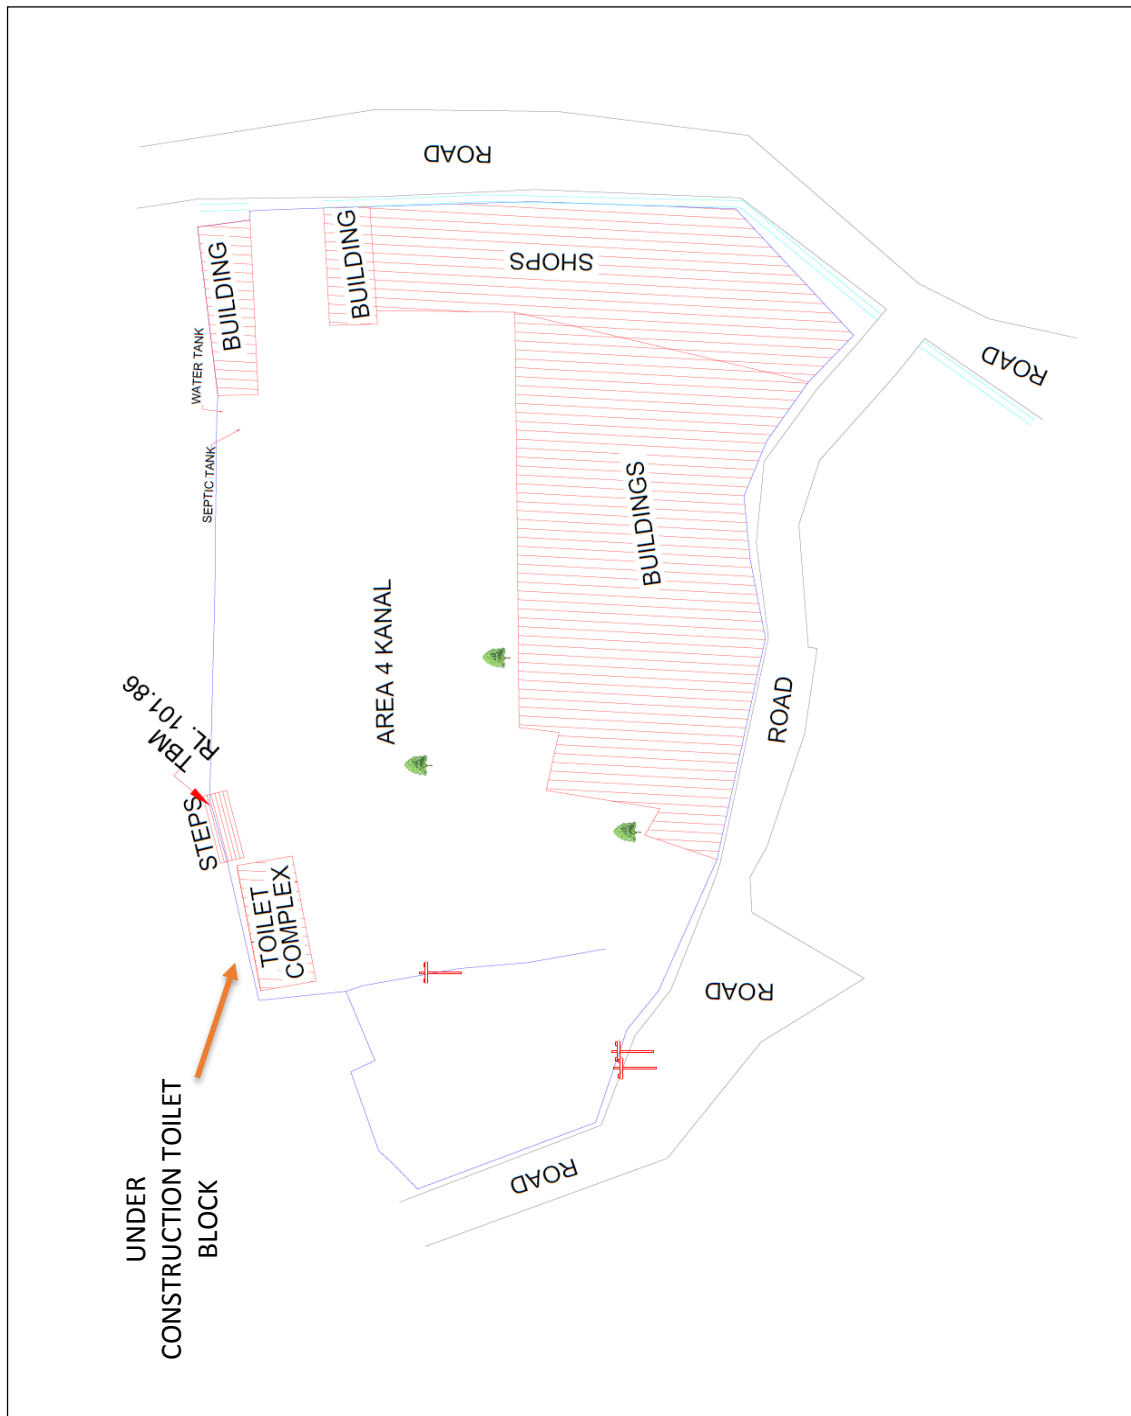 ROAD
BUILDING
BUILDING
SHOPS
ROAD
WATER TANK
SEPTIC TANK
BUILDINGS
AREA 4 KANAL
TBM
RL. 101.86
STEPS
ROAD
TOILET
COMPLEX
ROAD
ROAD
UNDER
CONSTRUCTION TOILET
BLOCK